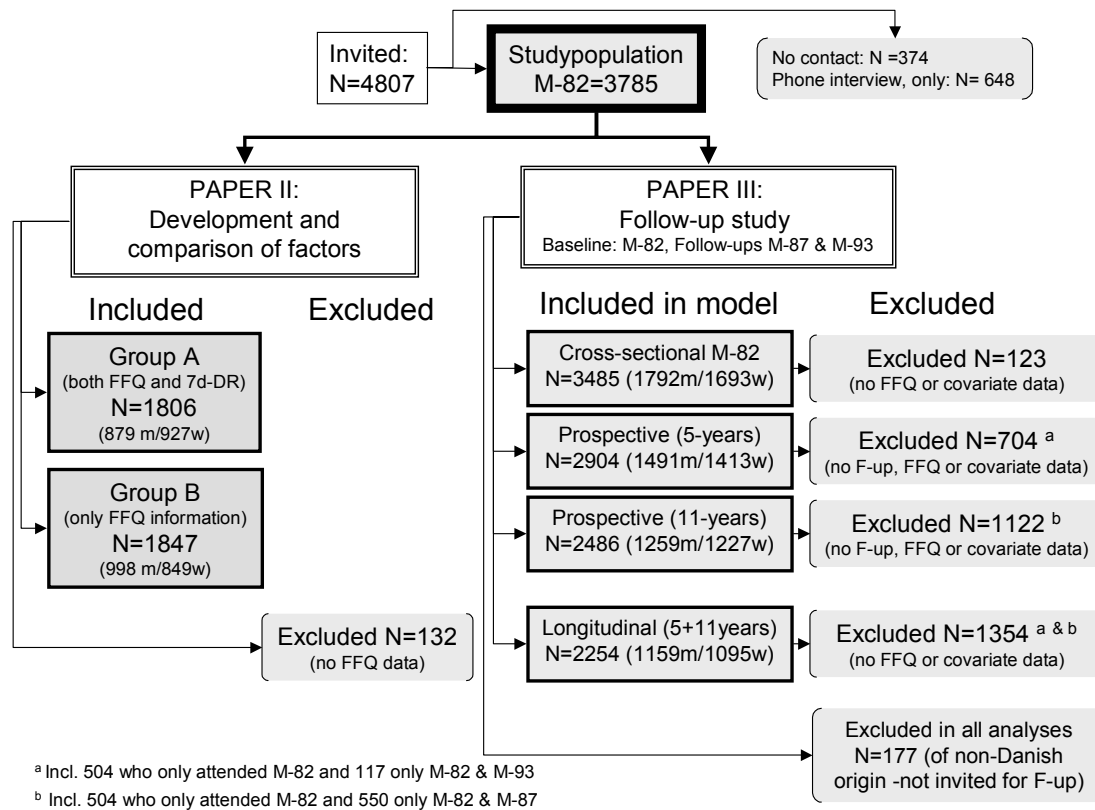 Invited:
N=4807
Studypopulation
M-82=3785
No contact: N =374
Phone interview, only: N= 648
PAPER II:
Development and
comparison of factors
PAPER III:
Follow-up study
Baseline: M-82, Follow-ups M-87 & M-93
Included
Excluded
Group A
(both FFQ and 7d-DR)
N=1806
(879 m/927w)
Group B
(only FFQ information)
N=1847
(998 m/849w)
Excluded N=132
(no FFQ data)
Included in model
Excluded
Cross-sectional M-82
N=3485 (1792m/1693w)
Excluded N=123
(no FFQ or covariate data)
Prospective (5-years)
N=2904 (1491m/1413w)
Excluded N=704 a
(no F-up, FFQ or covariate data)
Prospective (11-years)
N=2486 (1259m/1227w)
Excluded N=1122 b
(no F-up, FFQ or covariate data)
Longitudinal (5+11years)
N=2254 (1159m/1095w)
Excluded N=1354 a & b
(no FFQ or covariate data)
Excluded in all analyses
N=177 (of non-Danish
origin -not invited for F-up)
a Incl. 504 who only attended M-82 and 117 only M-82 & M-93
b Incl. 504 who only attended M-82 and 550 only M-82 & M-87